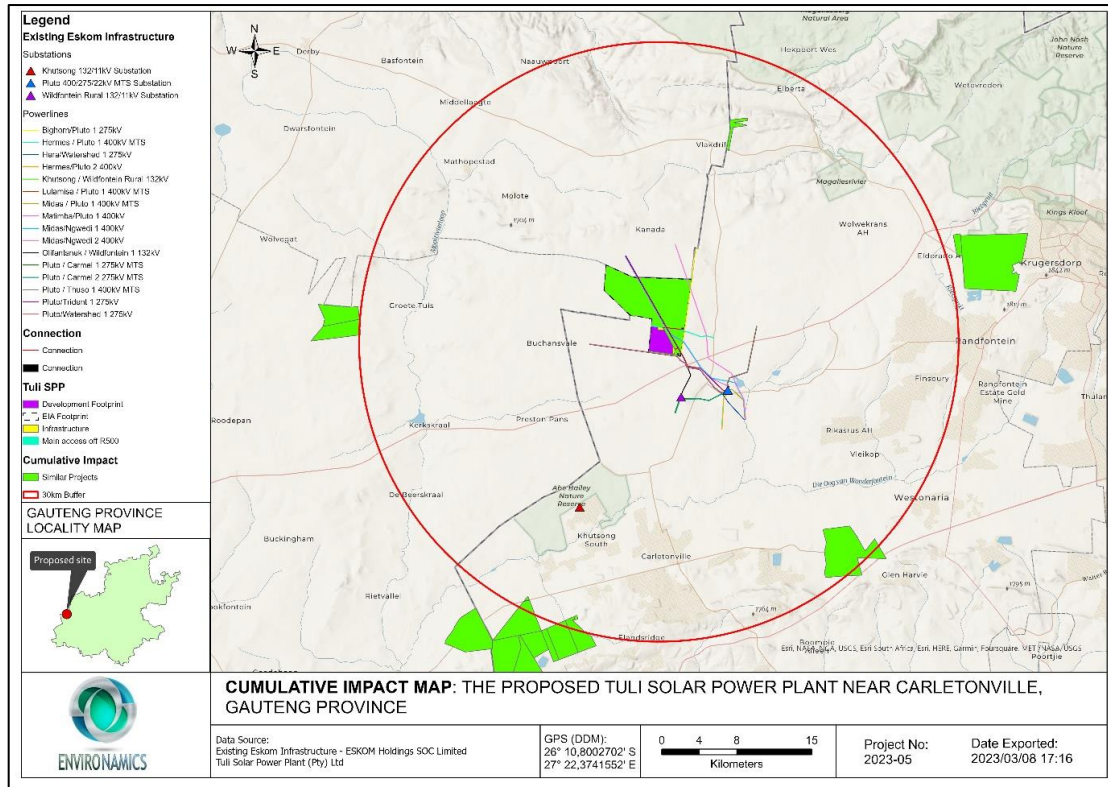 Legend
Existing Eskom Infrastructure
Substations
Khutsong 132/11kV Substation
Pluto 400/275/22kV MTS Substation
Wildfontein Rural 132/11kV Substation
Powerlines
Bighorn/Pluto 1 275kV
Hermes / Pluto 1 400kV MTS
Hera/Watershed 1 275kV
Hermes/Pluto 2 400kV
Khutsong / Wildfontein Rural 132kV
Lulamisa / Pluto 1 400kV MTS
Midas / Pluto 1 400kV MTS
Matimba/Pluto 1 400kV
Midas/Ngwedi 1 400kV
Midas/Ngwedi 2 400kV
Olifantsnek / Wildfontein 1 132kV
Pluto / Carmel 1 275kV MTS
Pluto / Carmel 2 275kV MTS
Pluto / Thuso 1 400kV MTS
Pluto/Trident 1 275kV
Pluto/Watershed 1 275kV
Connection
Connection
Connection
Tuli SPP
Development Footprint
EIA Footprint
Infrastructure
Main access off R500
Cumulative Impact
Similar Projects
30km Buffer
GAUTENG PROVINCE
LOCALITY MAP
Proposed site
ENVIRONAMICS
N
W E
S
Derby
Basfontein
Naauwpoort
Natural Area
Hekpoort Wes
John Nash
Nature
Reserve
Elberta
Wetevreden
Middellaagte
Dwarsfontein
Vlakdrif
Mathopestad
Magaliesrivier
Molote
1504 m
Wolvegat
Kanada
Wolwekrans
AH
Rietspruit
Kings Kloof
Eldorado A
Krugersdorp
1842 m
Groete Tuis
Buchansvale
Randfontein
Finsbury
Randfontein
Estate Gold
Mine
Thula
Roodepan
Kerkskraal
Preston Pans
Rikasrus AH
Vleikop
De Beerskraal
Abe Bailey
Nature
Reserve
Westonaria
Buckingham
Khutsong
South
Carletonville
Glen Harvie
Rietvallei
1764 m
1795 m
Elandsridge
Poortjie
Esri, NASA, NGA, USGS, Esri South Africa, Esri, HERE, Garmin, Foursquare, MET/NASA, USGS
CUMULATIVE IMPACT MAP: THE PROPOSED TULI SOLAR POWER PLANT NEAR CARLETONVILLE,
GAUTENG PROVINCE
Data Source:
Existing Eskom Infrastructure - ESKOM Holdings SOC Limited
Tuli Solar Power Plant (Pty) Ltd
GPS (DDM):
26° 10,8002702' S
27° 22,3741552' E
0 4 8 15
Kilometers
Project No:
2023-05
Date Exported:
2023/03/08 17:16